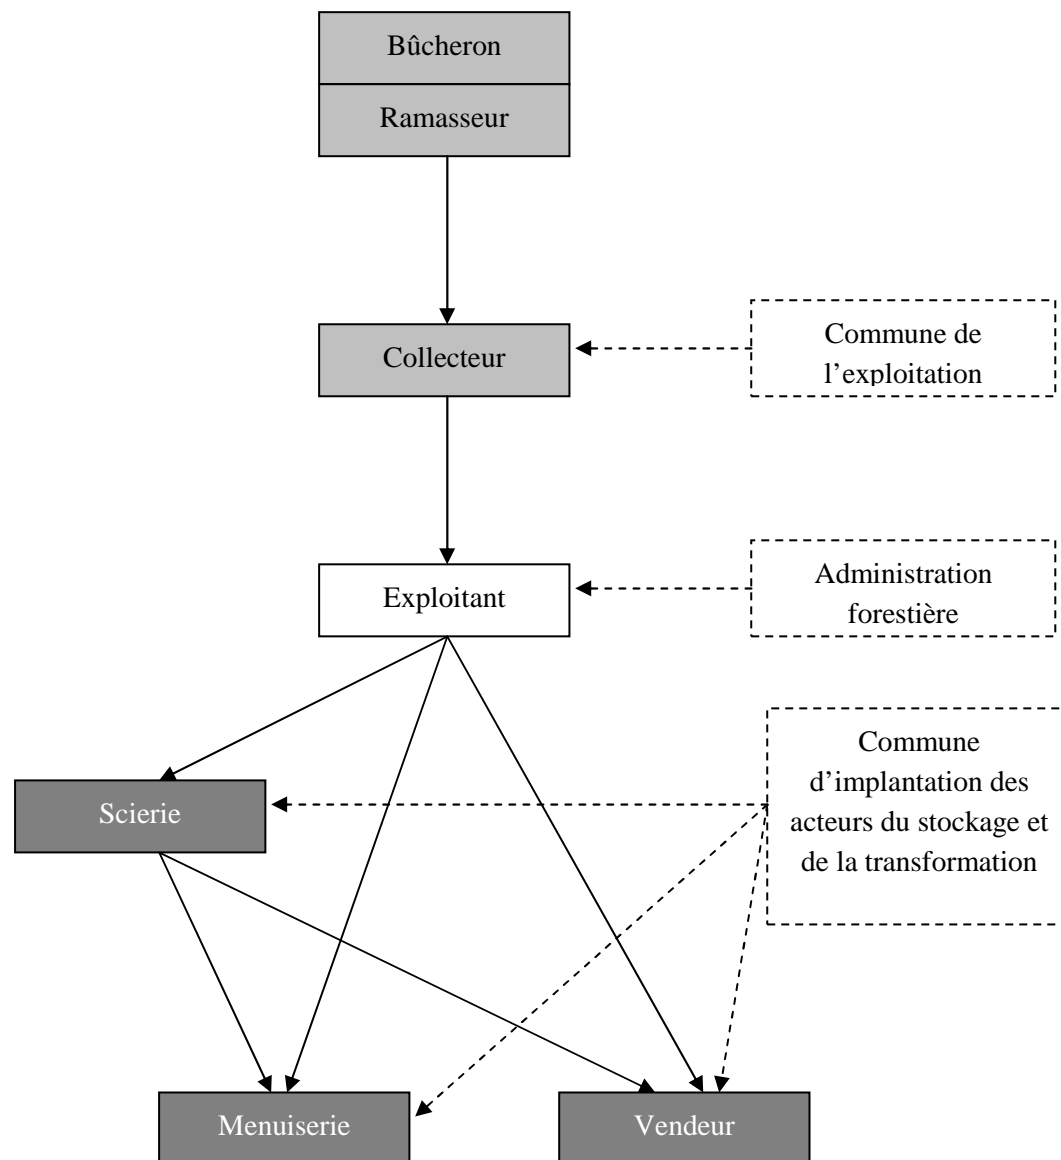 Bûcheron
Ramasseur
Collecteur
Commune de
l’exploitation
Exploitant
Administration
forestière
Commune
d’implantation des
acteurs du stockage et
de la transformation
Scierie
Menuiserie
Vendeur